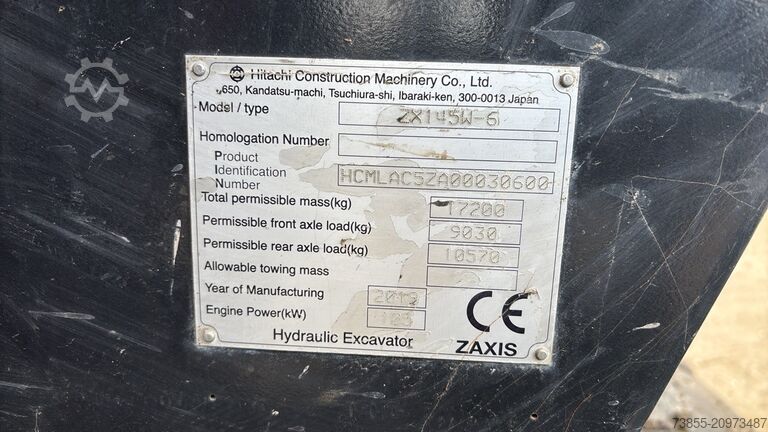 Hitachi Construction Machinery Co., Ltd.
650, Kandatsu-machi, Tsuchiura-shi, Ibaraki-ken, 300-0013 Japan
Model / type ZX145W-6
Homologation Number
Product
Identification HCMLAC5ZA00030600
Number
Total permissible mass(kg) 17200
Permissible front axle load(kg) 9030
Permissible rear axle load(kg) 10570
Allowable towing mass
Year of Manufacturing 2019
Engine Power(kW)
CE
Hydraulic Excavator ZAXIS
73855-20973487